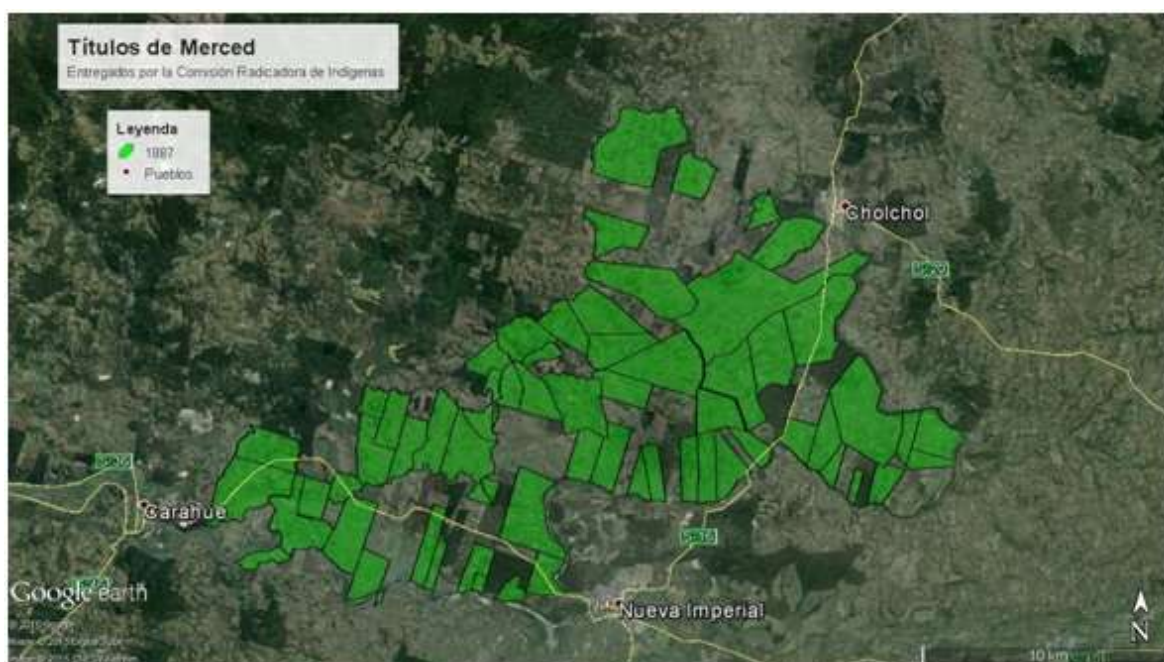 Títulos de Merced
Entregados por la Comisión Radicadora de Indígenas
Leyenda
1887
Pueblos
Cholchol
Carahue
Nueva Imperial
Google earth
N
10 km